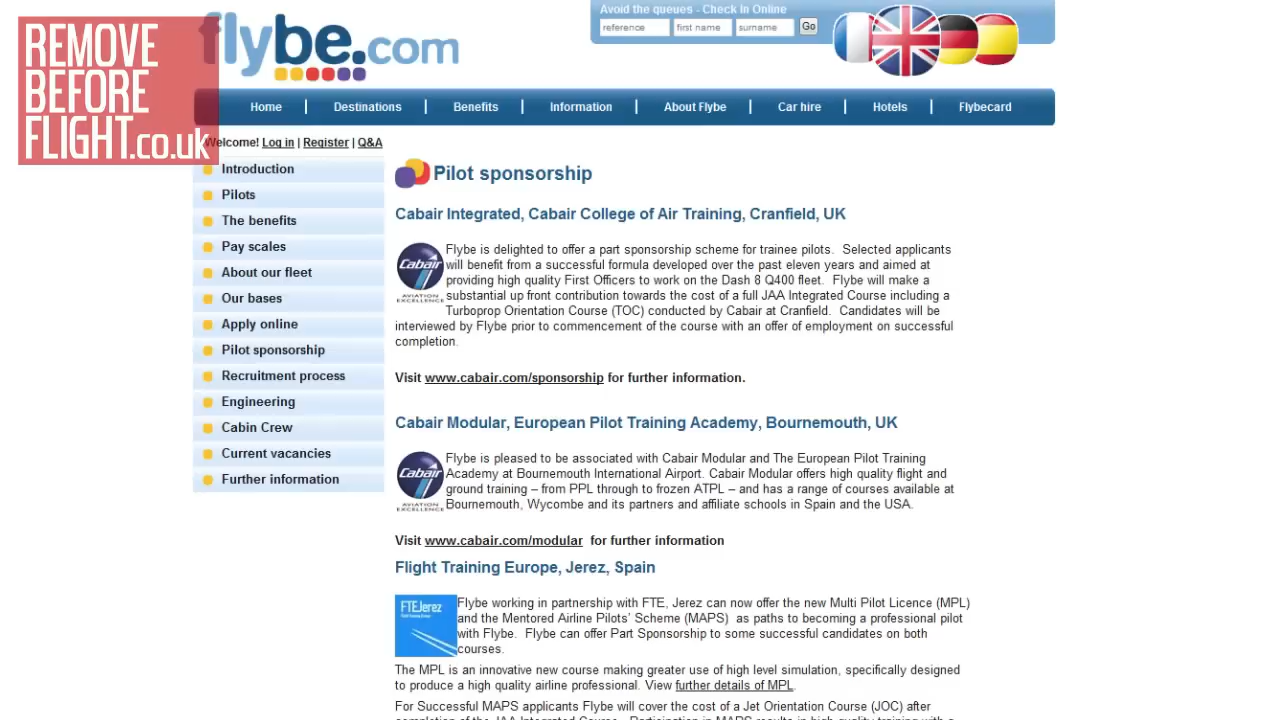 REMOVE
BEFORE
FLIGHT.co.uk
flybe.com
Avoid the queues - Check In Online
reference first name surname Go
Home Destinations Benefits Information About Flybe Car hire Hotels Flybecard
Welcome! Log in | Register | Q&A
Introduction
Pilots
The benefits
Pay scales
About our fleet
Our bases
Apply online
Pilot sponsorship
Recruitment process
Engineering
Cabin Crew
Current vacancies
Further information
Pilot sponsorship
Cabair Integrated, Cabair College of Air Training, Cranfield, UK
Cabair
AVIATION
EXCELLENCE
Flybe is delighted to offer a part sponsorship scheme for trainee pilots. Selected applicants
will benefit from a successful formula developed over the past eleven years and aimed at
providing high quality First Officers to work on the Dash 8 Q400 fleet. Flybe will make a
substantial up front contribution towards the cost of a full JAA Integrated Course including a
Turboprop Orientation Course (TOC) conducted by Cabair at Cranfield. Candidates will be
interviewed by Flybe prior to commencement of the course with an offer of employment on successful
completion.
Visit www.cabair.com/sponsorship for further information.
Cabair Modular, European Pilot Training Academy, Bournemouth, UK
Cabair
AVIATION
EXCELLENCE
Flybe is pleased to be associated with Cabair Modular and The European Pilot Training
Academy at Bournemouth International Airport. Cabair Modular offers high quality flight and
ground training – from PPL through to frozen ATPL – and has a range of courses available at
Bournemouth, Wycombe and its partners and affiliate schools in Spain and the USA.
Visit www.cabair.com/modular for further information
Flight Training Europe, Jerez, Spain
FTEJerez
Flybe working in partnership with FTE, Jerez can now offer the new Multi Pilot Licence (MPL)
and the Mentored Airline Pilots' Scheme (MAPS) as paths to becoming a professional pilot
with Flybe. Flybe can offer Part Sponsorship to some successful candidates on both
courses.
The MPL is an innovative new course making greater use of high level simulation, specifically designed
to produce a high quality airline professional. View further details of MPL.
For Successful MAPS applicants Flybe will cover the cost of a Jet Orientation Course (JOC) after
completion of the JAA Integrated Course. Participation in MAPS results in high quality training with a